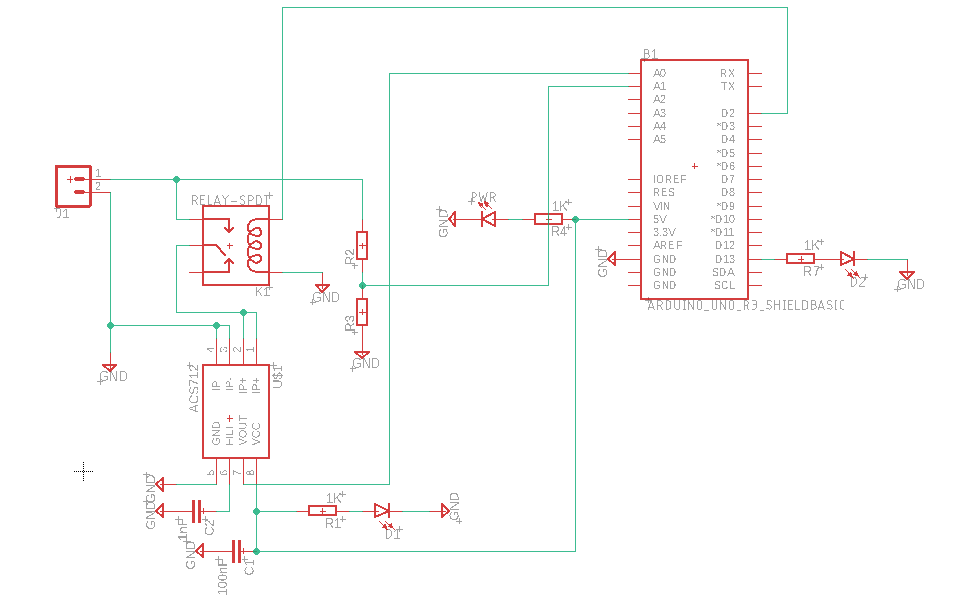 B1
A0 RX
A1 TX
A2
A3 D2
A4 *D3
A5 D4
*D5
*D6
IOREF D7
RES D8
VIN *D9
5V *D10
3.3V *D11
AREF D12
GND D13
GND SDA
GND SCL
ARDUINO_UNO_R3_SHIELDBASIC
1
2
J1
RELAY-SPDT
K1
GND
R2
R3
GND
GND
PWR
GND
1K
R4
GND
1K
R7
D2
GND
ACS712
U$1
4 3 2 1
IP- IP- IP+ IP+
GND FILT VOUT VCC
5 6 7 8
GND
GND
1nF
C2
GND
100nF
C1
1K
R1
D1
GND